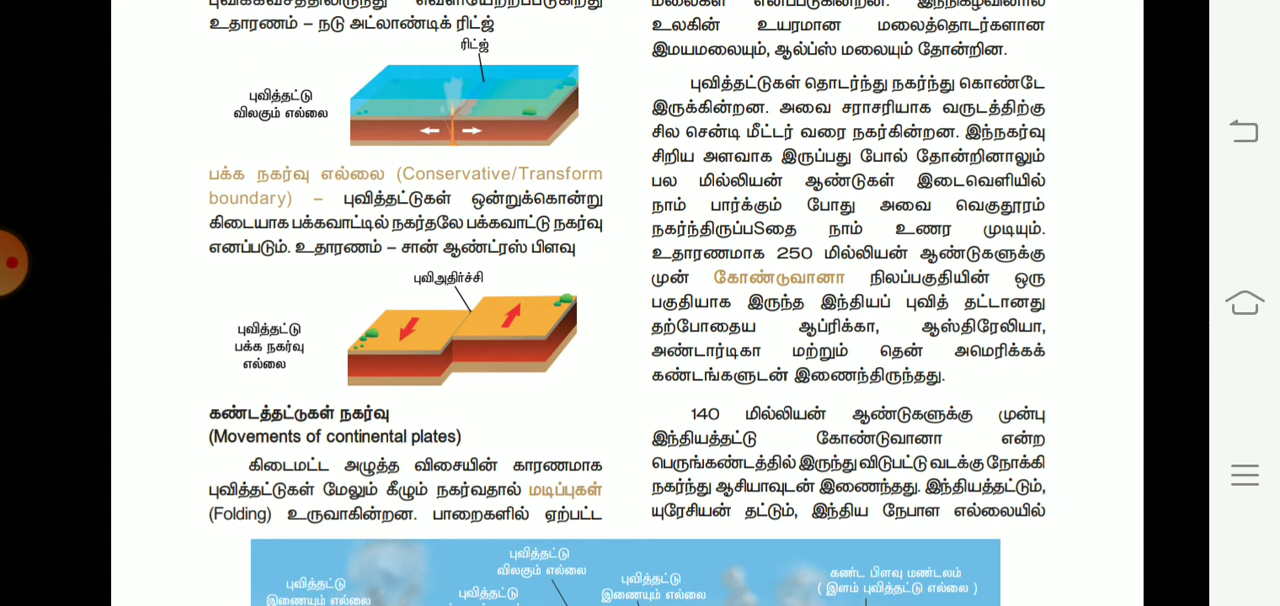 உதாரணம் – நடு அட்லாண்டிக் ரிட்ஜ்
ரிட்ஜ்
புவித்தட்டு
விலகும் எல்லை
பக்க நகர்வு எல்லை (Conservative/Transform
boundary) – புவித்தட்டுகள் ஒன்றுக்கொன்று
கிடையாக பக்கவாட்டில் நகர்தலே பக்கவாட்டு நகர்வு
எனப்படும். உதாரணம் – சான் ஆண்ட்ரஸ் பிளவு
புவிஅதிர்ச்சி
புவித்தட்டு
பக்க நகர்வு
எல்லை
கண்டத்தட்டுகள் நகர்வு
(Movements of continental plates)
கிடைமட்ட அழுத்த விசையின் காரணமாக
புவித்தட்டுகள் மேலும் கீழும் நகர்வதால் மடிப்புகள்
(Folding) உருவாகின்றன. பாறைகளில் ஏற்பட்ட
மலைகள் எனப்படுகின்றன. இந்நிகழ்வினால்
உலகின் உயரமான மலைத்தொடர்களான
இமயமலையும், ஆல்ப்ஸ் மலையும் தோன்றின.
புவித்தட்டுகள் தொடர்ந்து நகர்ந்து கொண்டே
இருக்கின்றன. அவை சராசரியாக வருடத்திற்கு
சில சென்டி மீட்டர் வரை நகர்கின்றன. இந்நகர்வு
சிறிய அளவாக இருப்பது போல் தோன்றினாலும்
பல மில்லியன் ஆண்டுகள் இடைவெளியில்
நாம் பார்க்கும் போது அவை வெகுதூரம்
நகர்ந்திருப்பSதை நாம் உணர முடியும்.
உதாரணமாக 250 மில்லியன் ஆண்டுகளுக்கு
முன் கோண்டுவானா நிலப்பகுதியின் ஒரு
பகுதியாக இருந்த இந்தியப் புவித் தட்டானது
தற்போதைய ஆப்ரிக்கா, ஆஸ்திரேலியா,
அண்டார்டிகா மற்றும் தென் அமெரிக்கக்
கண்டங்களுடன் இணைந்திருந்தது.
140 மில்லியன் ஆண்டுகளுக்கு முன்பு
இந்தியத்தட்டு கோண்டுவானா என்ற
பெருங்கண்டத்தில் இருந்து விடுபட்டு வடக்கு நோக்கி
நகர்ந்து ஆசியாவுடன் இணைந்தது. இந்தியத்தட்டும்,
யுரேசியன் தட்டும், இந்திய நேபாள எல்லையில்
புவித்தட்டு
விலகும் எல்லை
புவித்தட்டு
இணையும் எல்லை
புவித்தட்டு
புவித்தட்டு
இணையும் எல்லை
கண்ட பிளவு மண்டலம்
( இளம் புவித்தட்டு எல்லை )